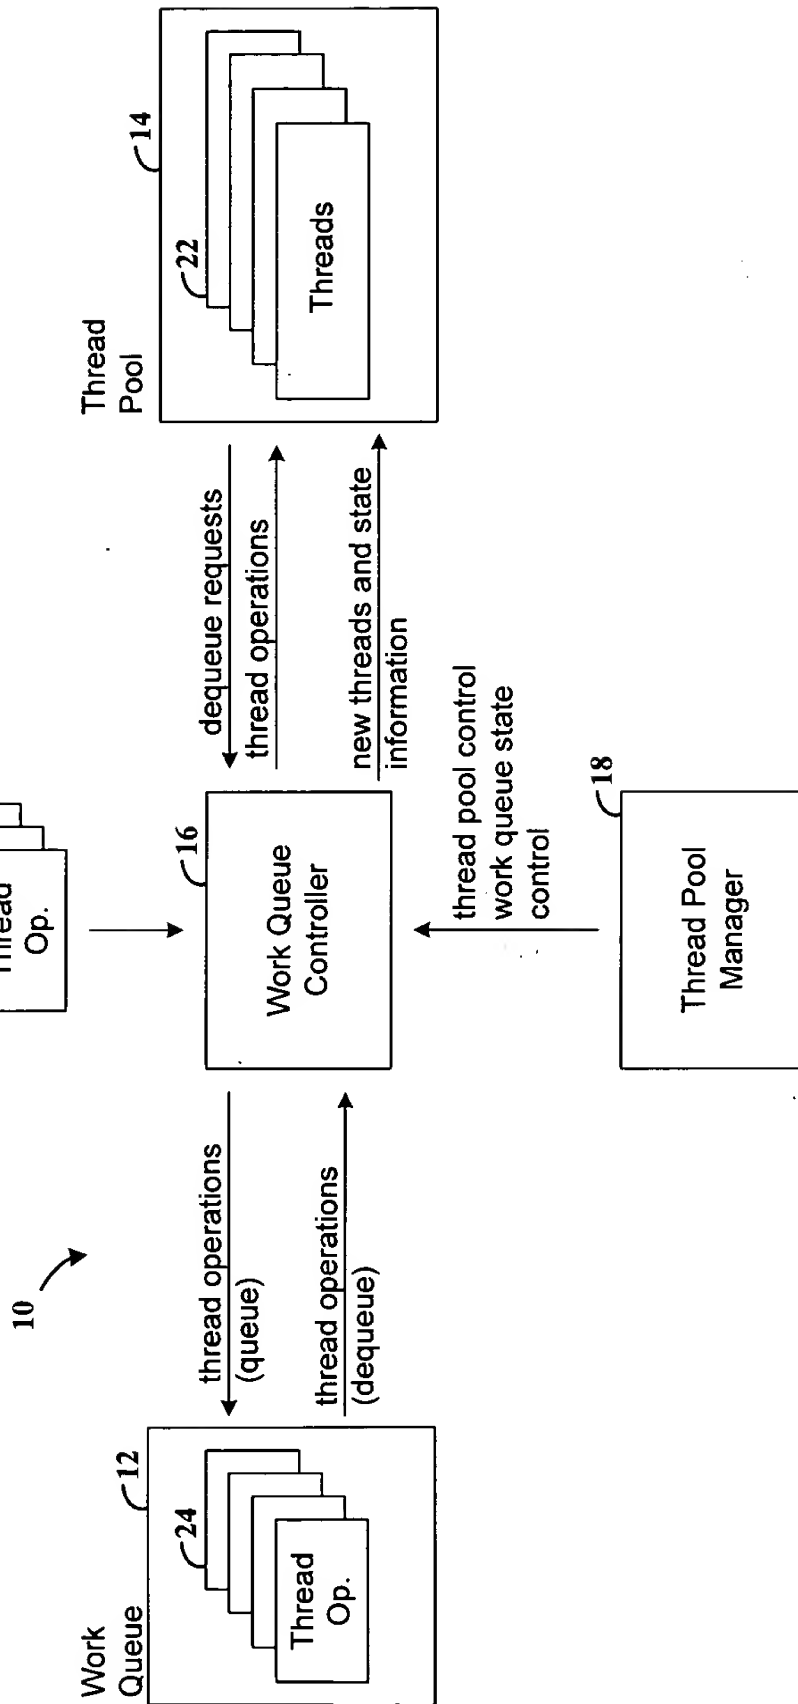 Op.
10
Work
Queue
12
24
Thread
Op.
thread operations
(queue)
thread operations
(dequeue)
16
Work Queue
Controller
dequeue requests
thread operations
new threads and state
information
Thread
Pool
14
22
Threads
thread pool control
work queue state
control
18
Thread Pool
Manager